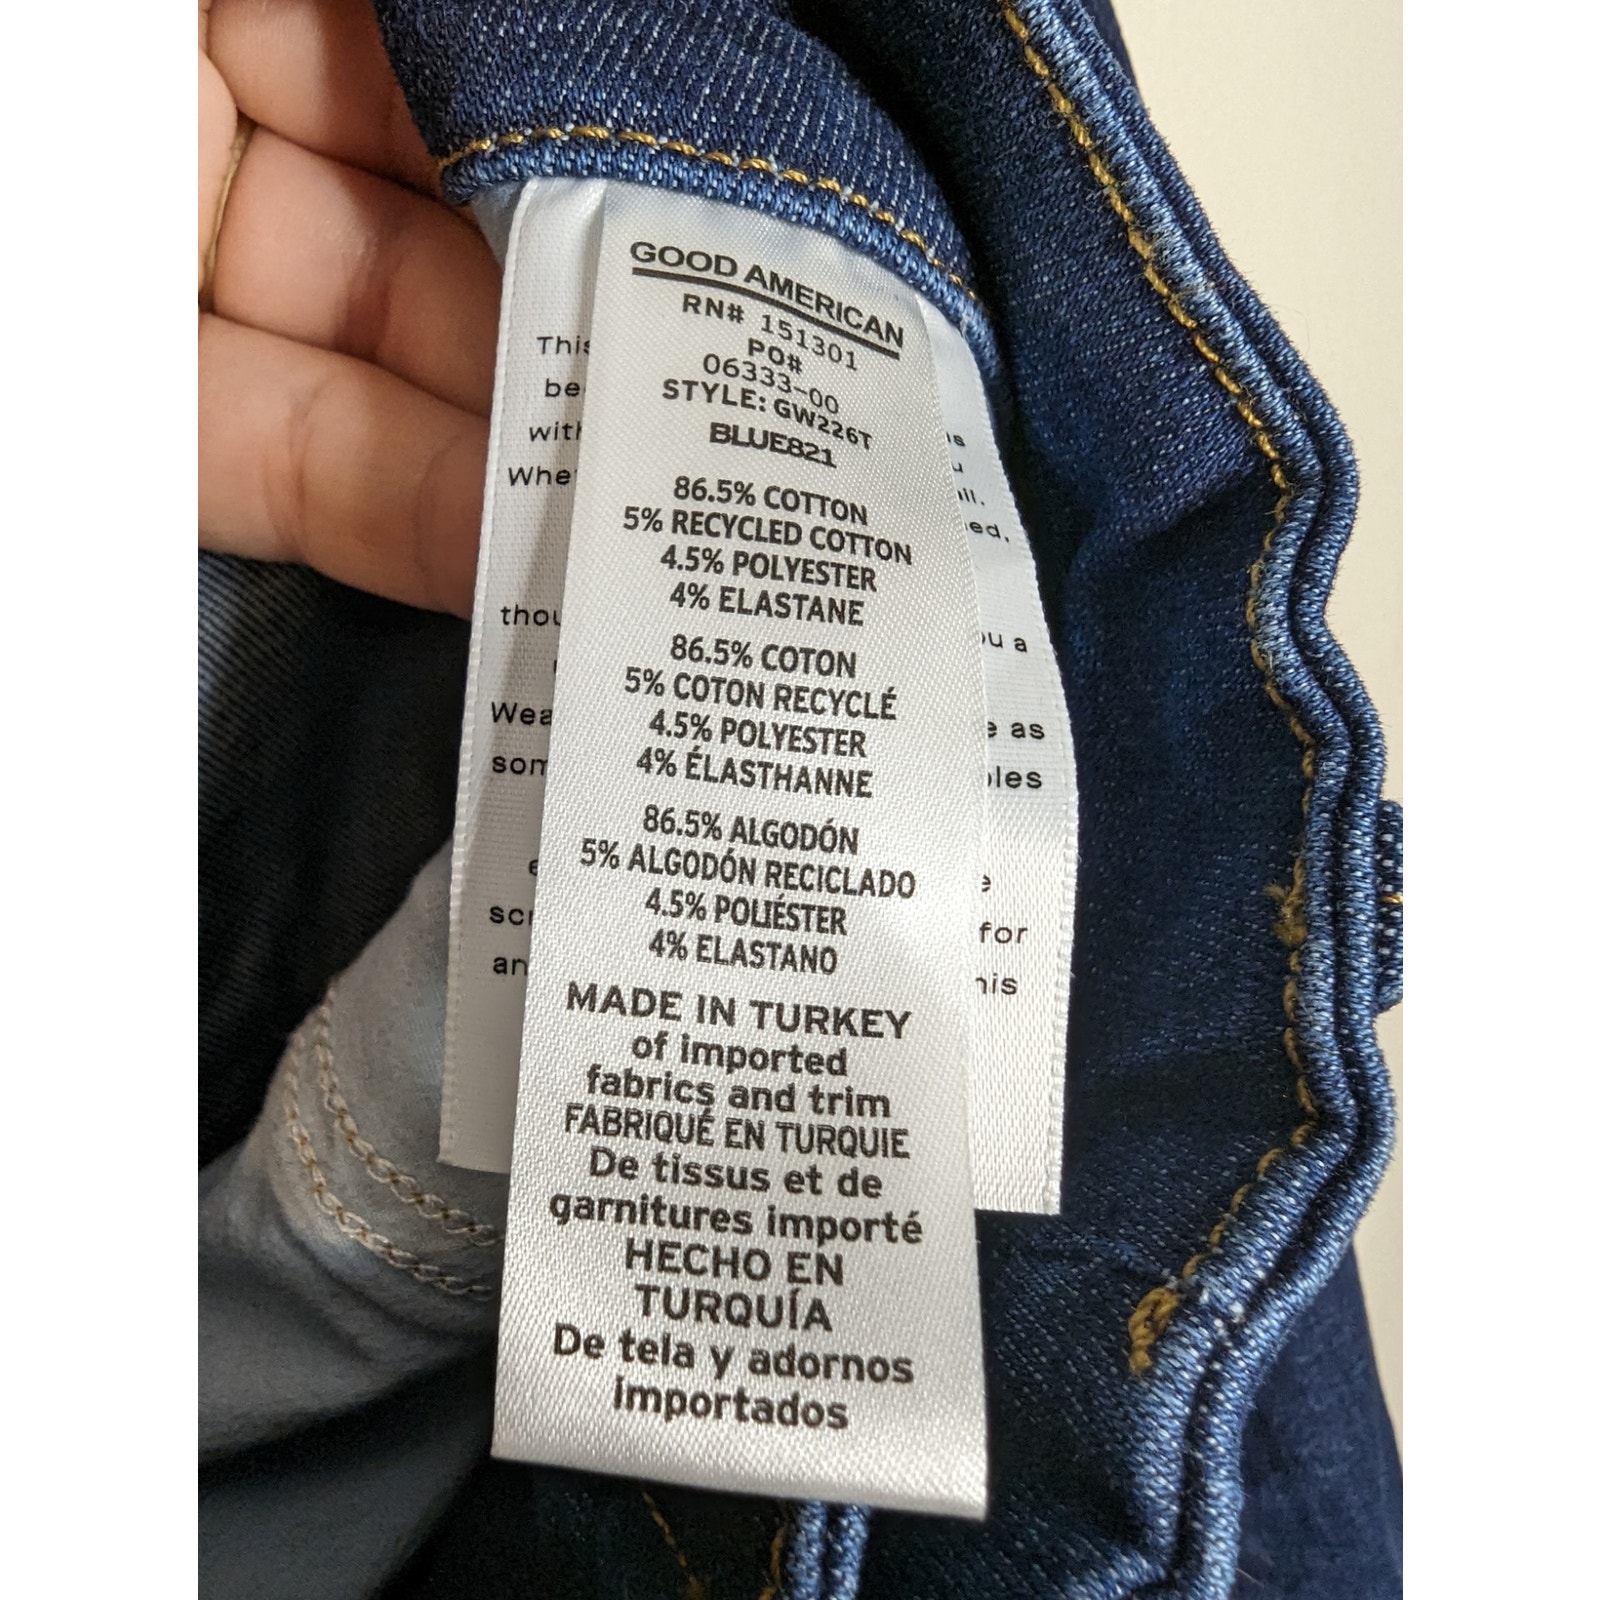 GOOD AMERICAN
RN# 151301
PO#
06333-00
STYLE: GW226T
BLUE821
86.5% COTTON
5% RECYCLED COTTON
4.5% POLYESTER
4% ELASTANE
86.5% COTON
5% COTON RECYCLÉ
4.5% POLYESTER
4% ÉLASTHANNE
86.5% ALGODÓN
5% ALGODÓN RECICLADO
4.5% POLIÉSTER
4% ELASTANO
MADE IN TURKEY
of imported
fabrics and trim
FABRIQUÉ EN TURQUIE
De tissus et de
garnitures importé
HECHO EN
TURQUÍA
De tela y adornos
importados
a
as
for